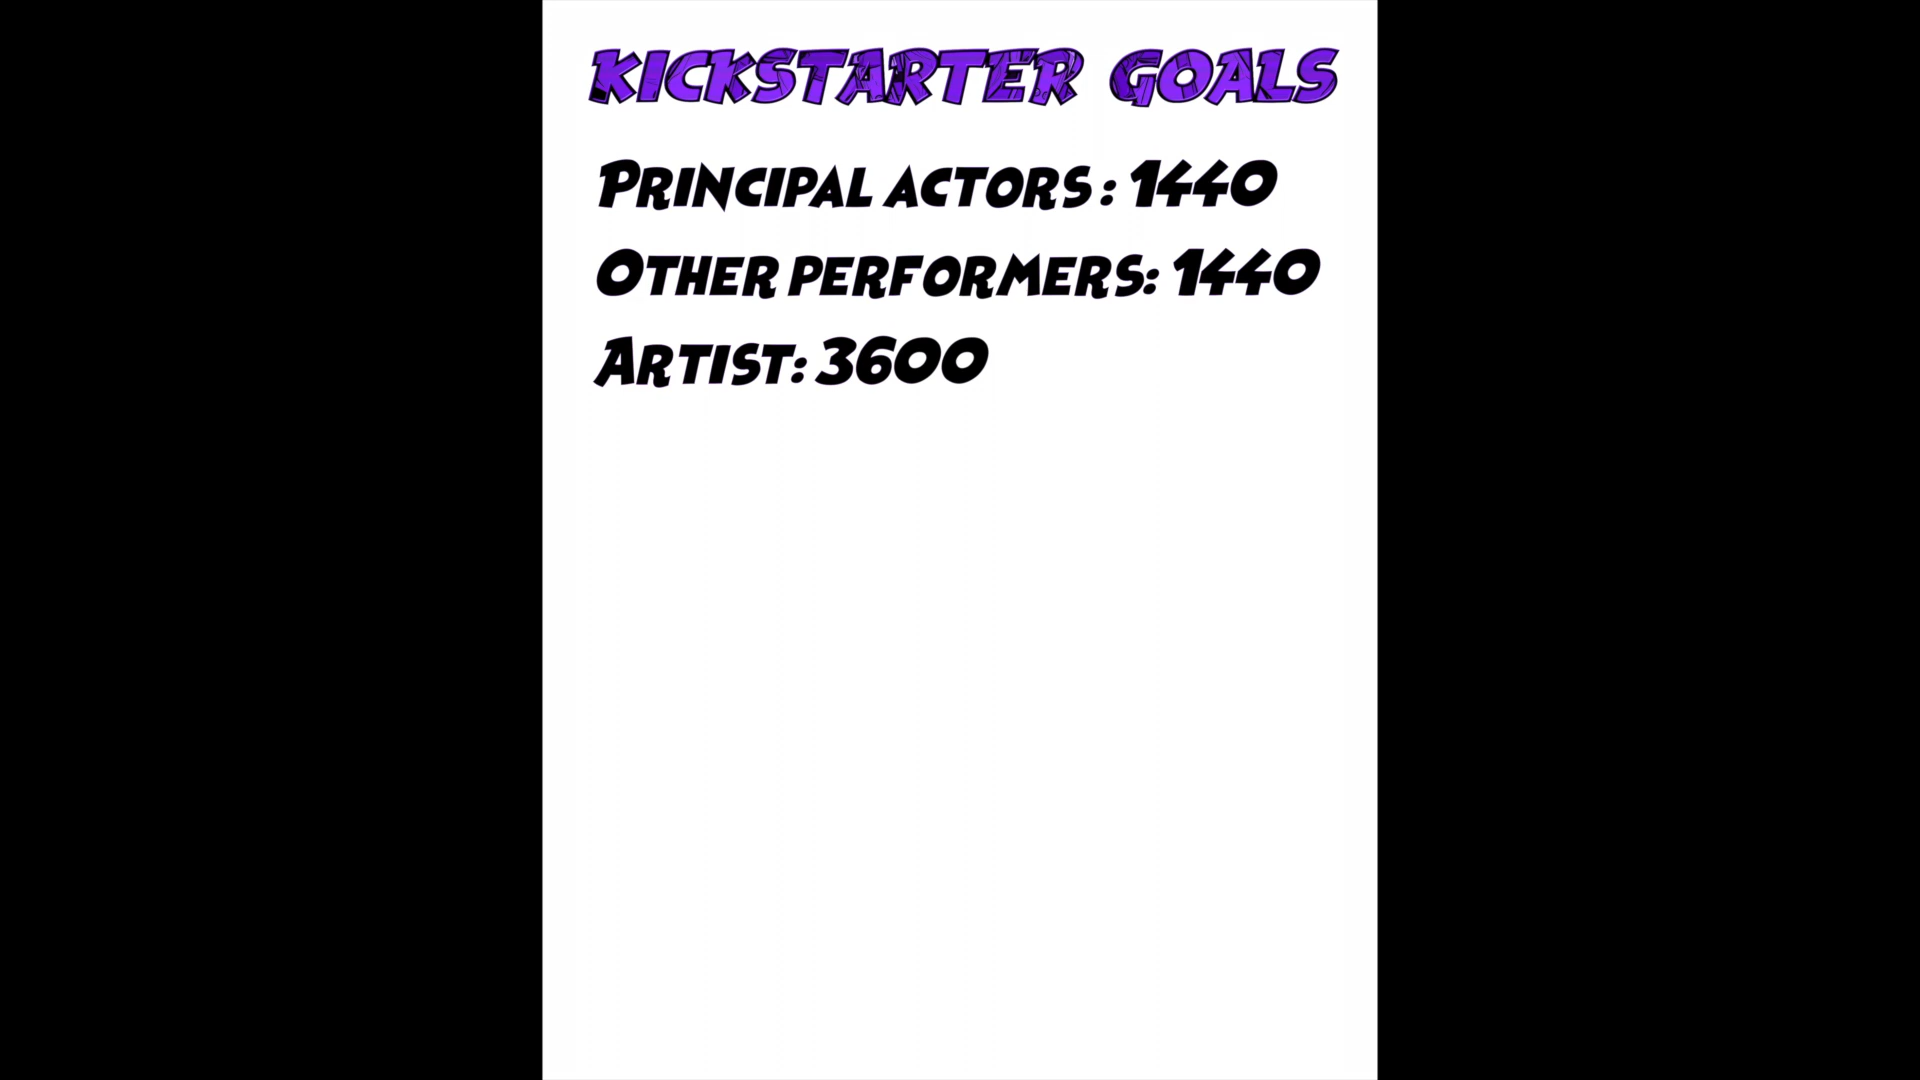 KICKSTARTER GOALS
PRINCIPAL ACTORS : 1440
OTHER PERFORMERS: 1440
ARTIST: 3600